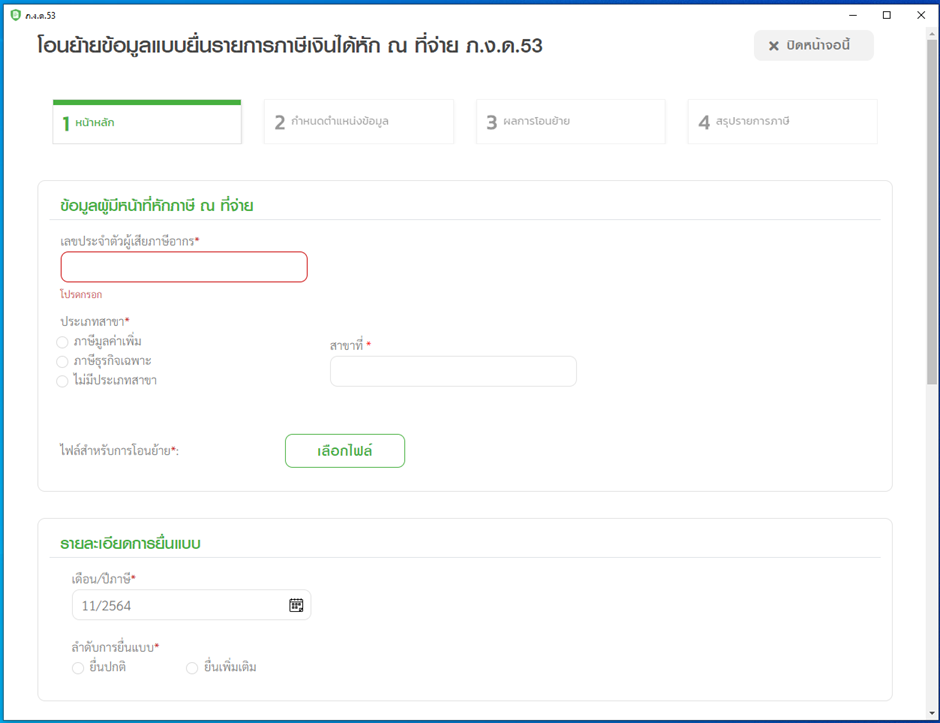 ภ.ง.ด.53
โอนย้ายข้อมูลแบบยื่นรายการภาษีเงินได้หัก ณ ที่จ่าย ภ.ง.ด.53
ปิดหน้าจอนี้
1 หน้าหลัก
2 กำหนดตำแหน่งข้อมูล
3 ผลการโอนย้าย
4 สรุปรายการภาษี
ข้อมูลผู้มีหน้าที่หักภาษี ณ ที่จ่าย
เลขประจำตัวผู้เสียภาษีอากร*
โปรดกรอก
ประเภทสาขา*
ภาษีมูลค่าเพิ่ม
ภาษีธุรกิจเฉพาะ
ไม่มีประเภทสาขา
สาขาที่ *
ไฟล์สำหรับการโอนย้าย*:
เลือกไฟล์
รายละเอียดการยื่นแบบ
เดือน/ปีภาษี*
11/2564
ลำดับการยื่นแบบ*
ยื่นปกติ
ยื่นเพิ่มเติม